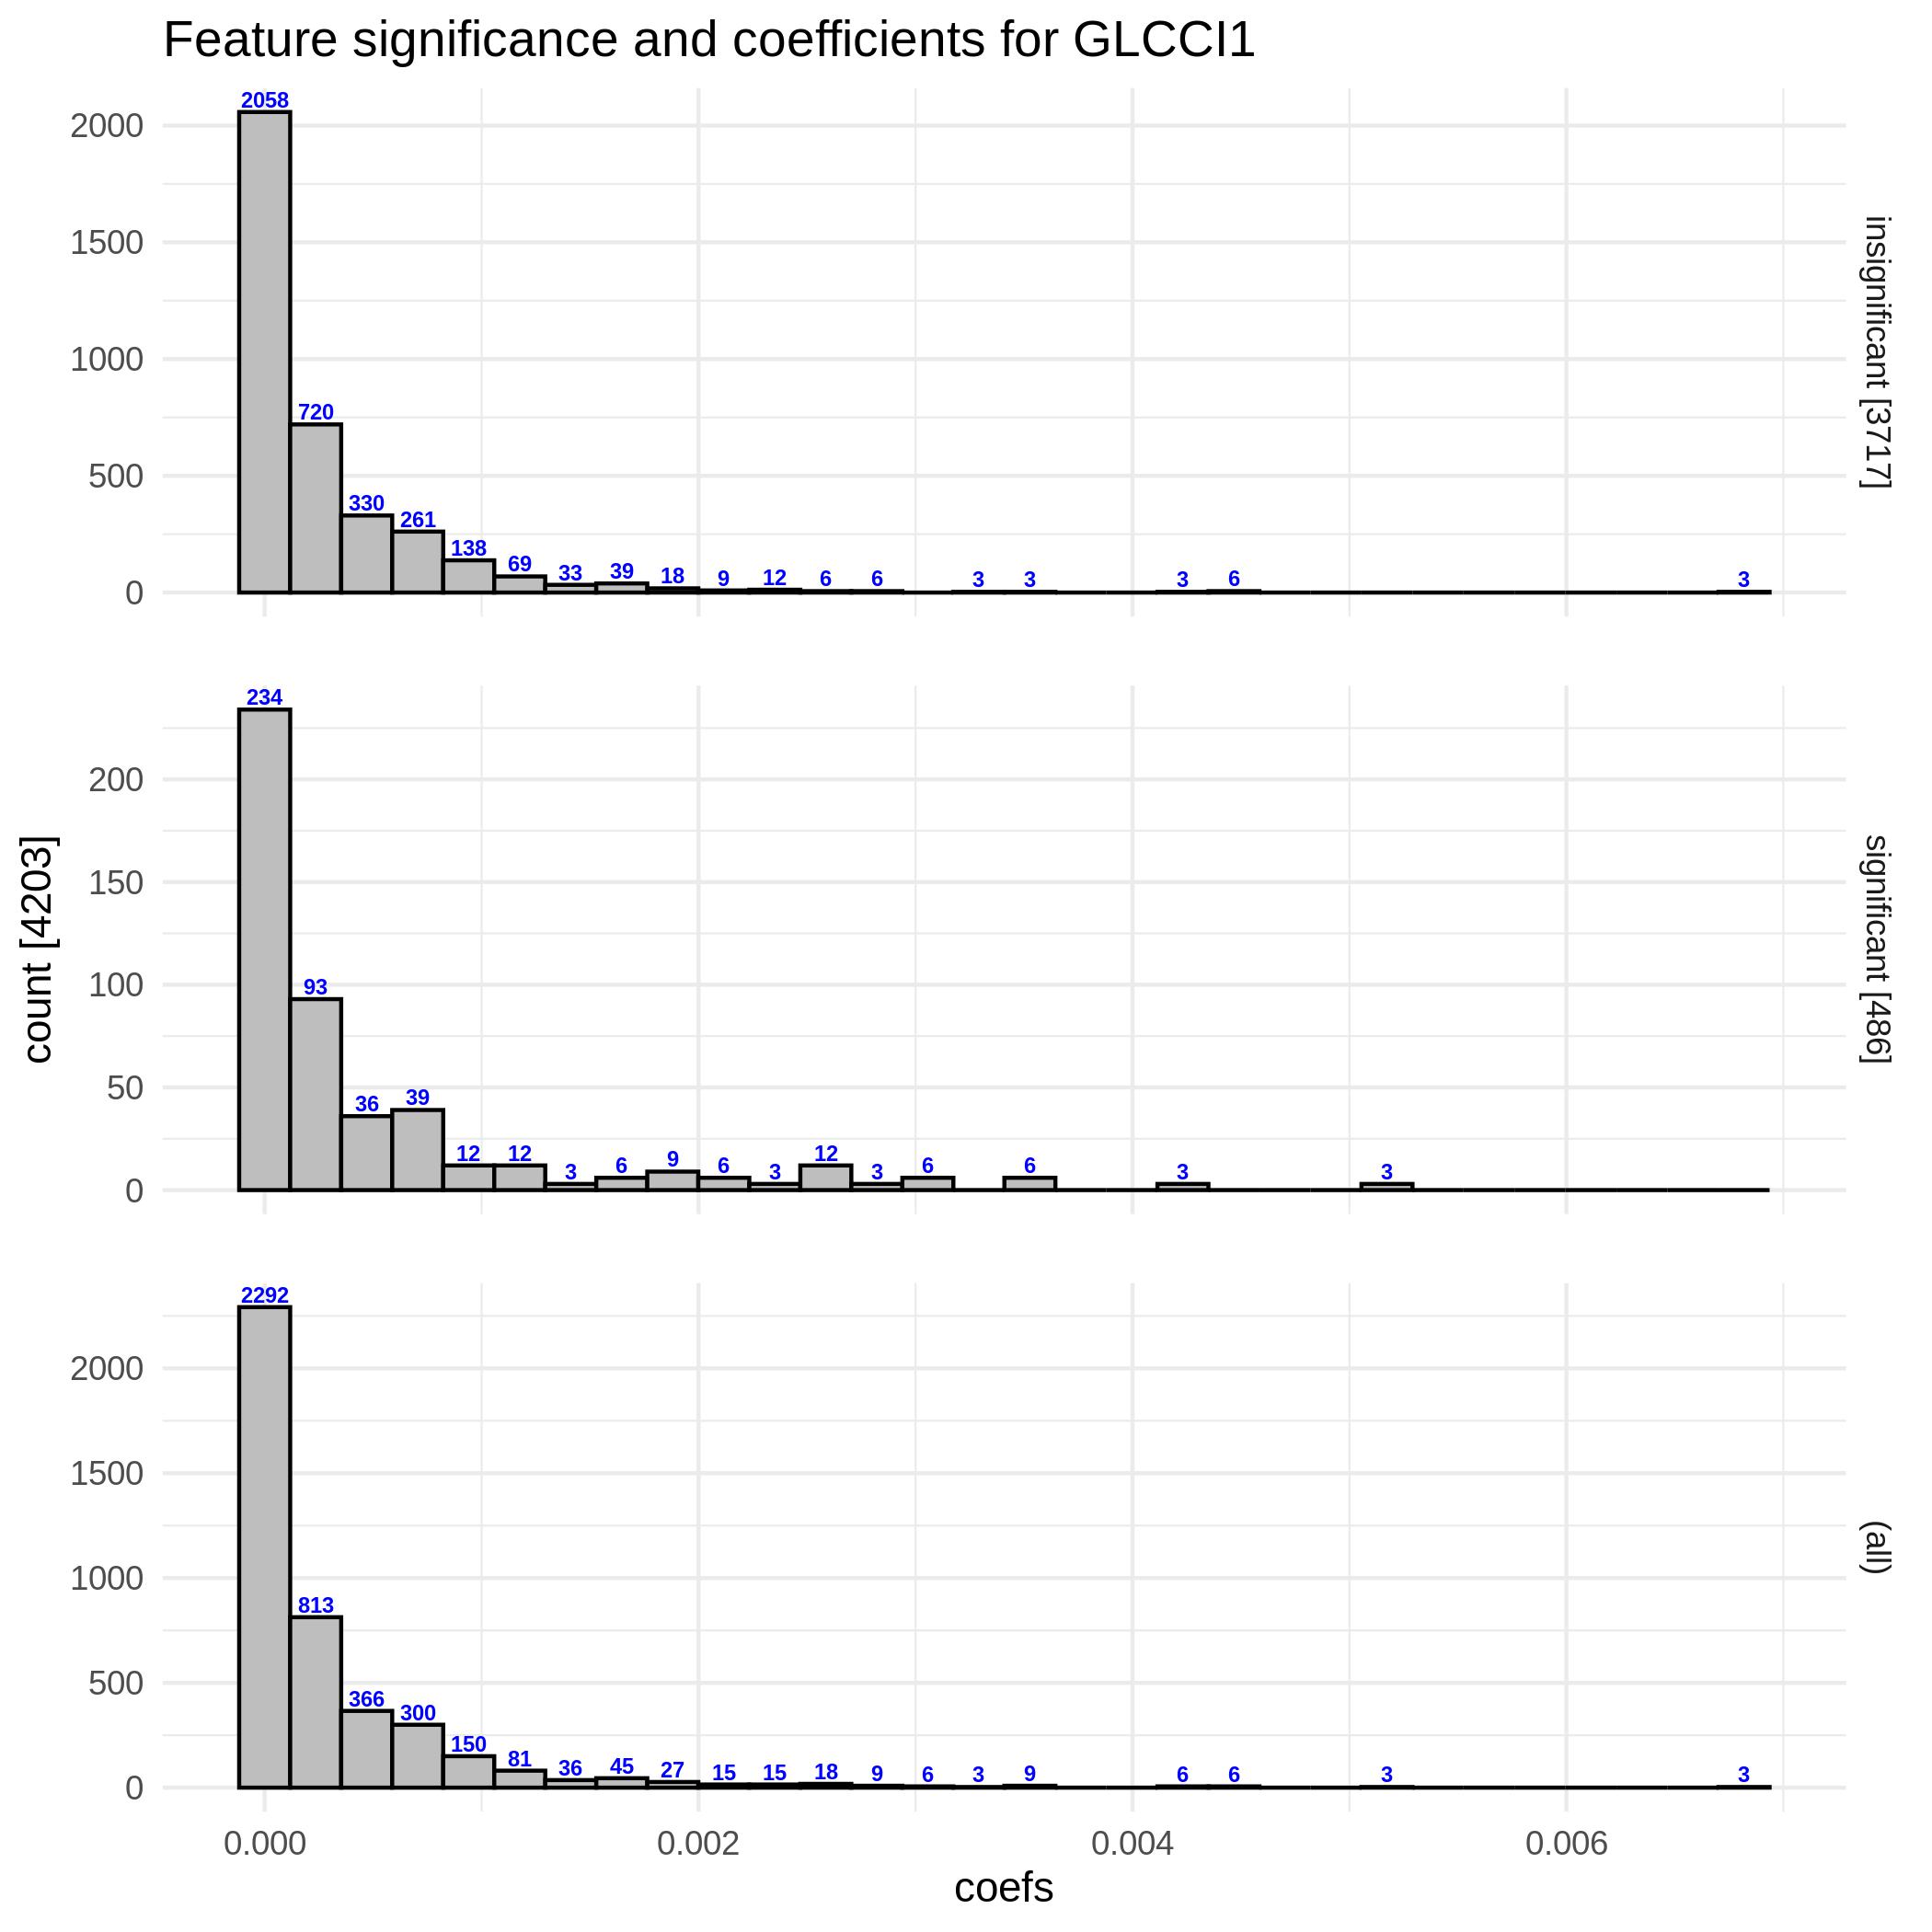 Feature significance and coefficients for GLCCI1
2058
2000
1500
1000
720
500
330
261
138
69 33 39 18 9 12 6 6 3 3 3 6 3
0
insignificant [3717]
234
200
150
100
93
50
36 39
12 12 3 6 9 6 3 12 3 6 6 3 3
0
significant [486]
count [4203]
2292
2000
1500
1000
813
500
366 300
150 81 36 45 27 15 15 18 9 6 3 9 6 6 3 3
0
(all)
0.000 0.002 0.004 0.006
coefs